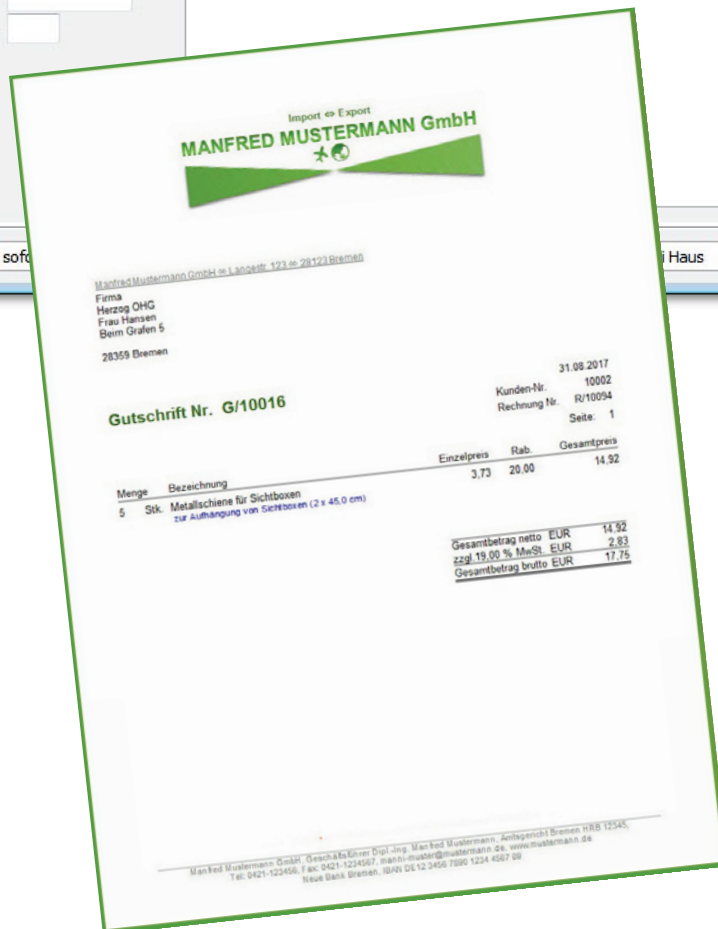 Import ⇔ Export
MANFRED MUSTERMANN GmbH
sofo
i Haus
Manfred Mustermann GmbH ∞ Langestr. 123 ∞ 28123 Bremen
Firma
Herzog OHG
Frau Hansen
Beim Grafen 5
28359 Bremen
31.08.2017
Kunden-Nr. 10002
Rechnung Nr. R/10094
Seite: 1
Gutschrift Nr. G/10016
Menge Bezeichnung Einzelpreis Rab. Gesamtpreis
5 Stk. Metallschiene für Sichtboxen 3,73 20,00 14,92
zur Aufhängung von Sichtboxen (2 x 45,0 cm)
Gesamtbetrag netto EUR 14,92
zzgl.19,00 % MwSt. EUR 2,83
Gesamtbetrag brutto EUR 17,75
Manfred Mustermann GmbH, Geschäftsführer Dipl.-Ing. Manfred Mustermann, Amtsgericht Bremen HRB 12345,
Tel: 0421-123456, Fax: 0421-1234567, manni-muster@mustermann.de, www.mustermann.de
Neue Bank Bremen, IBAN DE12 3456 7890 1234 4567 89